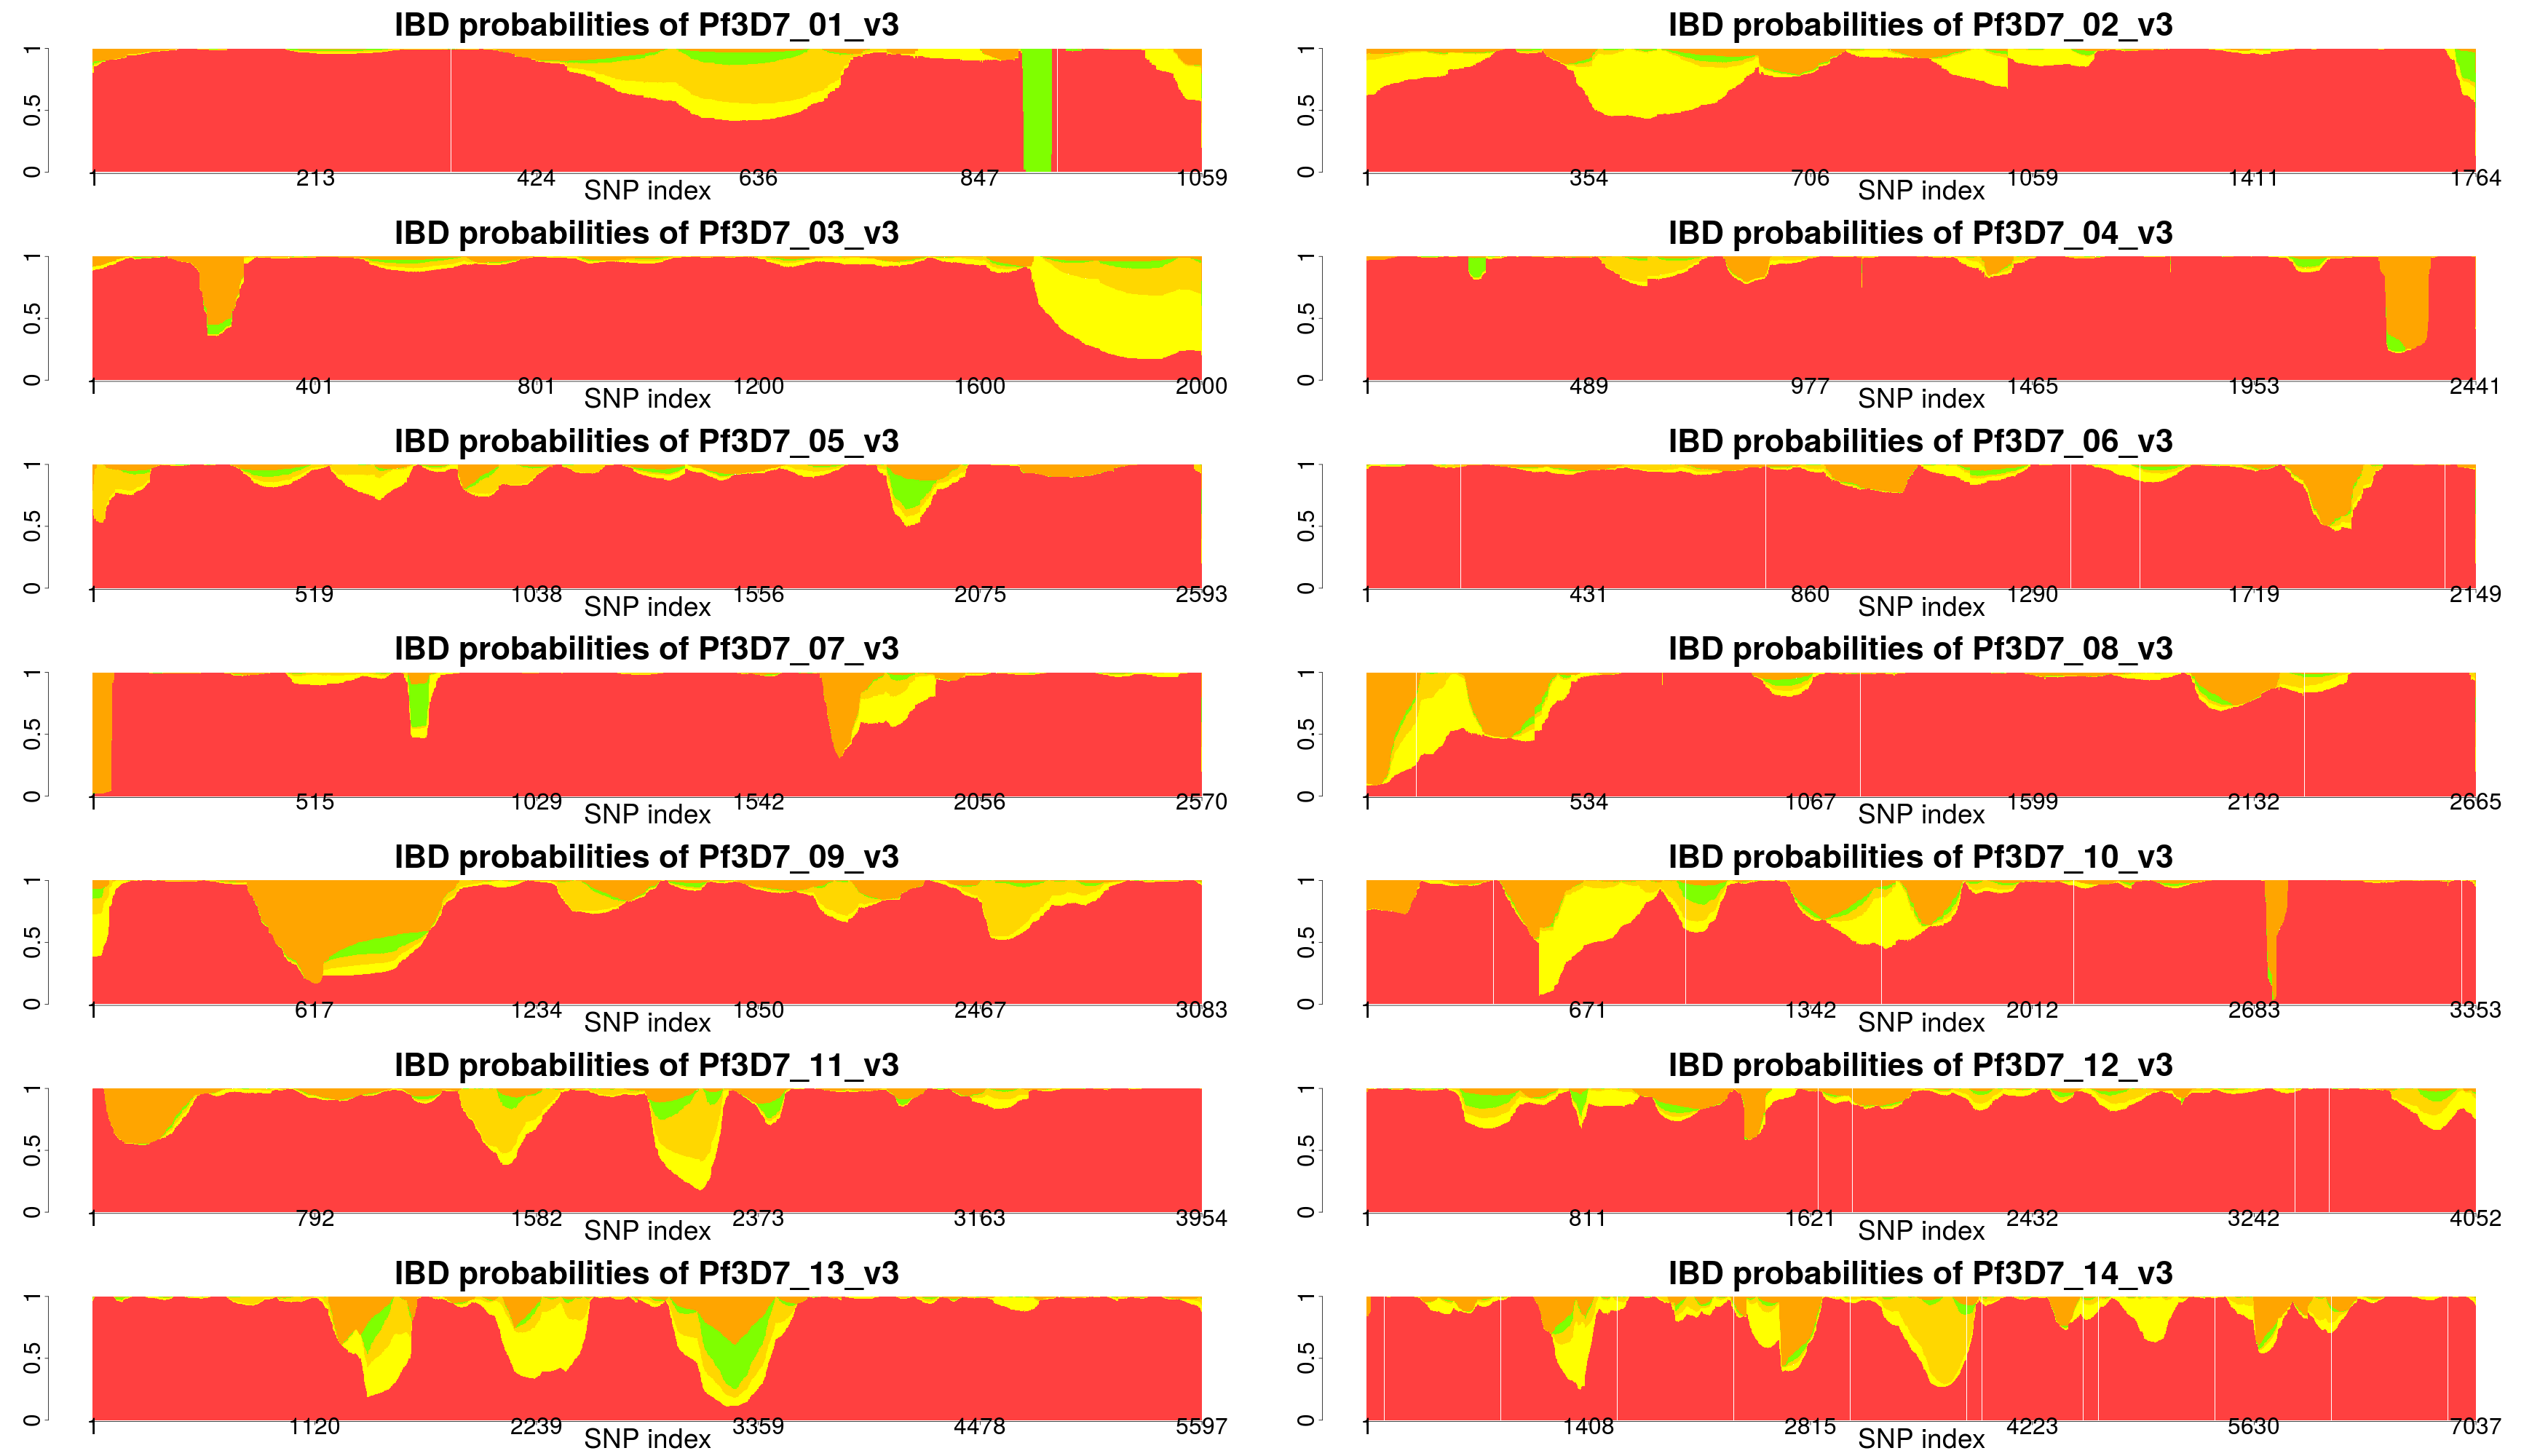 IBD probabilities of Pf3D7_01_v3
0 0.5 1
1 213 424 636 847 1059
SNP index
IBD probabilities of Pf3D7_02_v3
0 0.5 1
1 354 706 1059 1411 1764
SNP index
IBD probabilities of Pf3D7_03_v3
0 0.5 1
1 401 801 1200 1600 2000
SNP index
IBD probabilities of Pf3D7_04_v3
0 0.5 1
1 489 977 1465 1953 2441
SNP index
IBD probabilities of Pf3D7_05_v3
0 0.5 1
1 519 1038 1556 2075 2593
SNP index
IBD probabilities of Pf3D7_06_v3
0 0.5 1
1 431 860 1290 1719 2149
SNP index
IBD probabilities of Pf3D7_07_v3
0 0.5 1
1 515 1029 1542 2056 2570
SNP index
IBD probabilities of Pf3D7_08_v3
0 0.5 1
1 534 1067 1599 2132 2665
SNP index
IBD probabilities of Pf3D7_09_v3
0 0.5 1
1 617 1234 1850 2467 3083
SNP index
IBD probabilities of Pf3D7_10_v3
0 0.5 1
1 671 1342 2012 2683 3353
SNP index
IBD probabilities of Pf3D7_11_v3
0 0.5 1
1 792 1582 2373 3163 3954
SNP index
IBD probabilities of Pf3D7_12_v3
0 0.5 1
1 811 1621 2432 3242 4052
SNP index
IBD probabilities of Pf3D7_13_v3
0 0.5 1
1 1120 2239 3359 4478 5597
SNP index
IBD probabilities of Pf3D7_14_v3
0 0.5 1
1 1408 2815 4223 5630 7037
SNP index